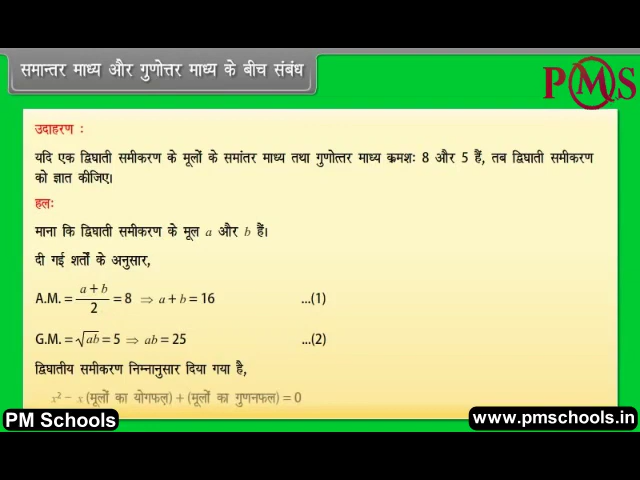 समान्तर माध्य और गुणोत्तर माध्य के बीच संबंध
PMS
उदाहरण :
यदि एक द्विघाती समीकरण के मूलों के समांतर माध्य तथा गुणोत्तर माध्य क्रमशः 8 और 5 हैं, तब द्विघाती समीकरण
को ज्ञात कीजिए।
हलः
माना कि द्विघाती समीकरण के मूल a और b हैं।
दी गई शर्तों के अनुसार,
A.M. = (a + b)/2 = 8 ⇒ a + b = 16 ...(1)
G.M. = √ab = 5 ⇒ ab = 25 ...(2)
द्विघातीय समीकरण निम्नानुसार दिया गया है,
x² − x (मूलों का योगफल) + (मूलों का गुणनफल) = 0
PM Schools
www.pmschools.in